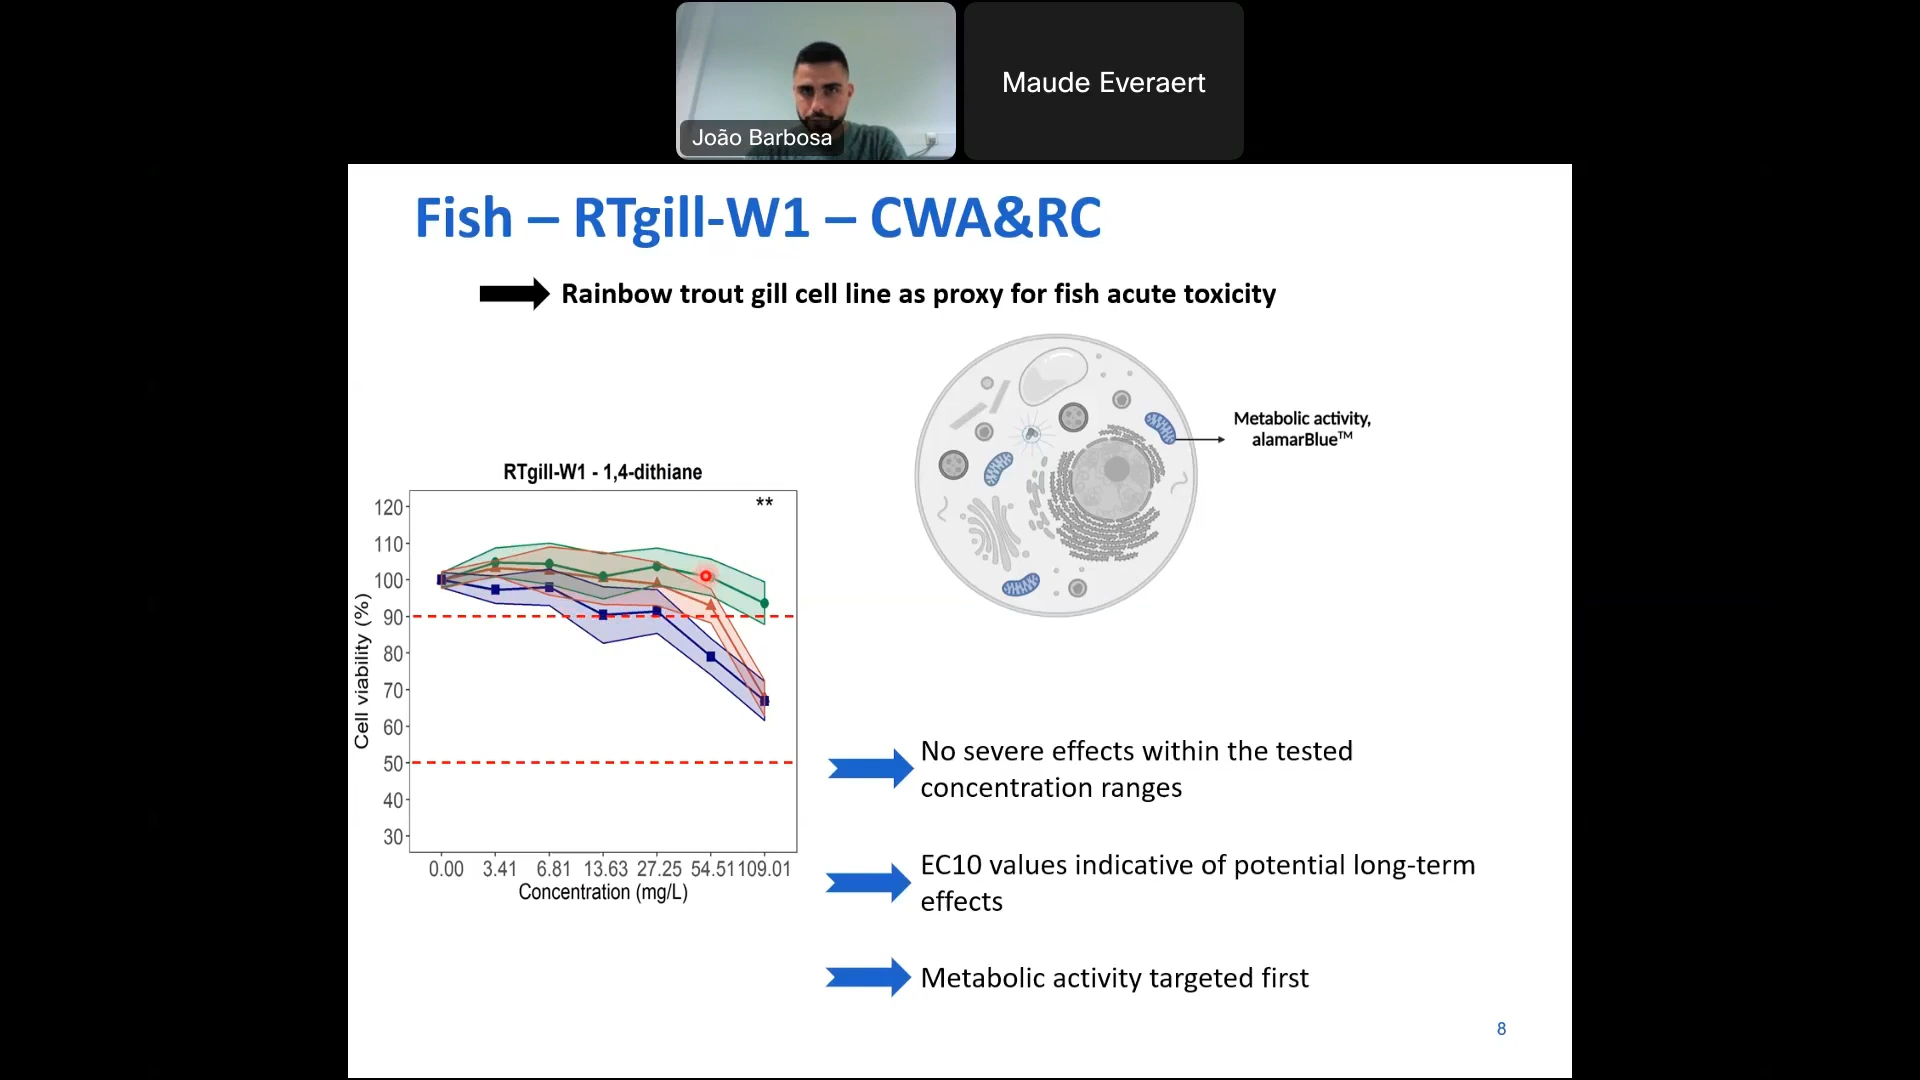 João Barbosa
Maude Everaert
Fish – RTgill-W1 – CWA&RC
Rainbow trout gill cell line as proxy for fish acute toxicity
Metabolic activity,
alamarBlue™
RTgill-W1 - 1,4-dithiane
**
120
110
100
90
80
70
60
50
40
30
Cell viability (%)
0.00 3.41 6.81 13.63 27.25 54.51 109.01
Concentration (mg/L)
No severe effects within the tested
concentration ranges
EC10 values indicative of potential long-term
effects
Metabolic activity targeted first
8